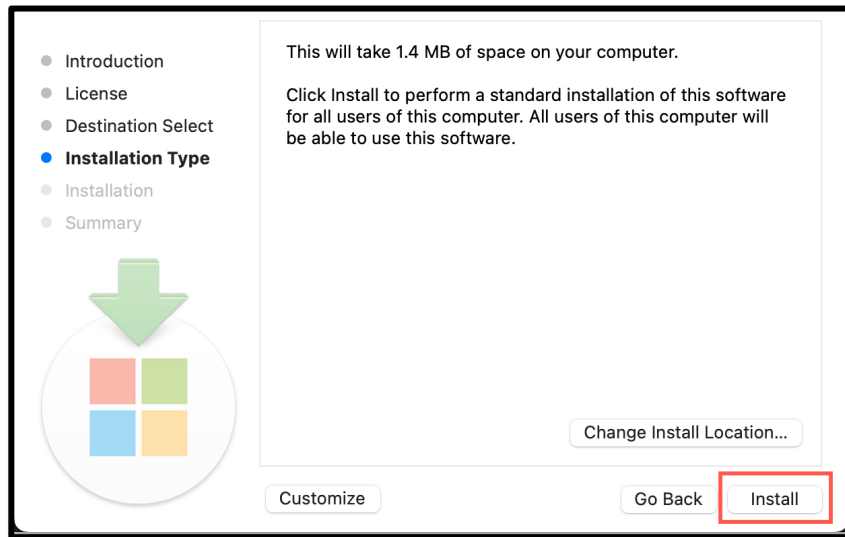 Introduction
License
Destination Select
Installation Type
Installation
Summary
This will take 1.4 MB of space on your computer.
Click Install to perform a standard installation of this software
for all users of this computer. All users of this computer will
be able to use this software.
Change Install Location...
Customize
Go Back
Install